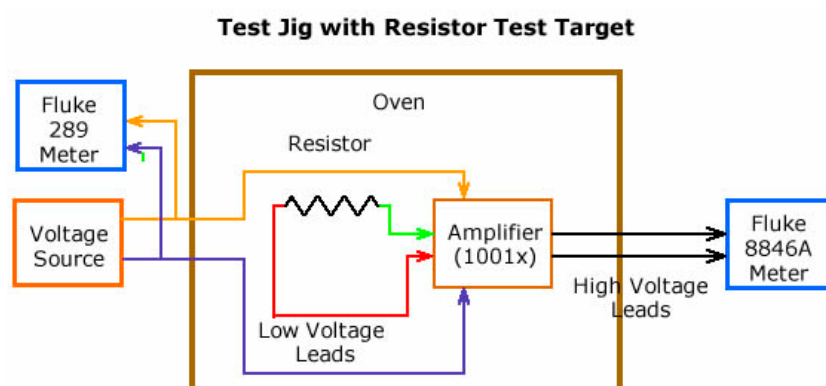 Test Jig with Resistor Test Target
Oven
Fluke
289
Meter
Resistor
Voltage
Source
Amplifier
(1001x)
Fluke
8846A
Meter
High Voltage
Leads
Low Voltage
Leads